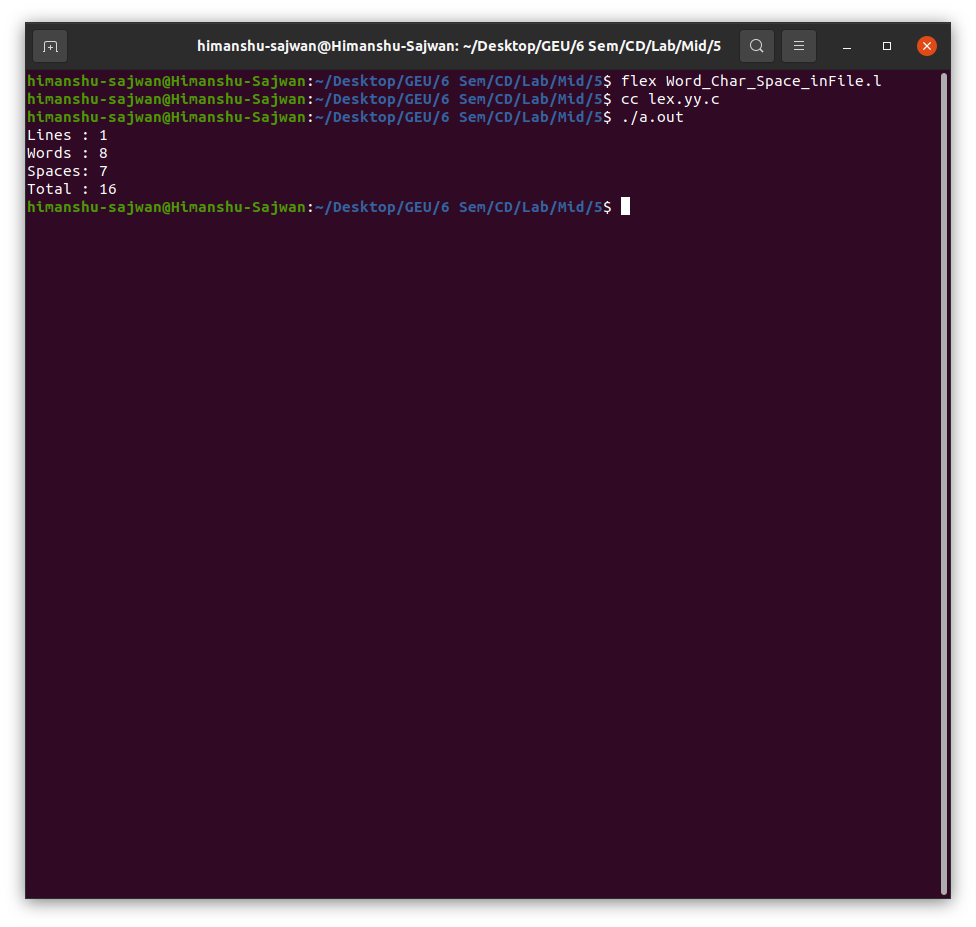 himanshu-sajwan@Himanshu-Sajwan: ~/Desktop/GEU/6 Sem/CD/Lab/Mid/5
himanshu-sajwan@Himanshu-Sajwan:~/Desktop/GEU/6 Sem/CD/Lab/Mid/5$ flex Word_Char_Space_inFile.l
himanshu-sajwan@Himanshu-Sajwan:~/Desktop/GEU/6 Sem/CD/Lab/Mid/5$ cc lex.yy.c
himanshu-sajwan@Himanshu-Sajwan:~/Desktop/GEU/6 Sem/CD/Lab/Mid/5$ ./a.out
Lines : 1
Words : 8
Spaces: 7
Total : 16
himanshu-sajwan@Himanshu-Sajwan:~/Desktop/GEU/6 Sem/CD/Lab/Mid/5$